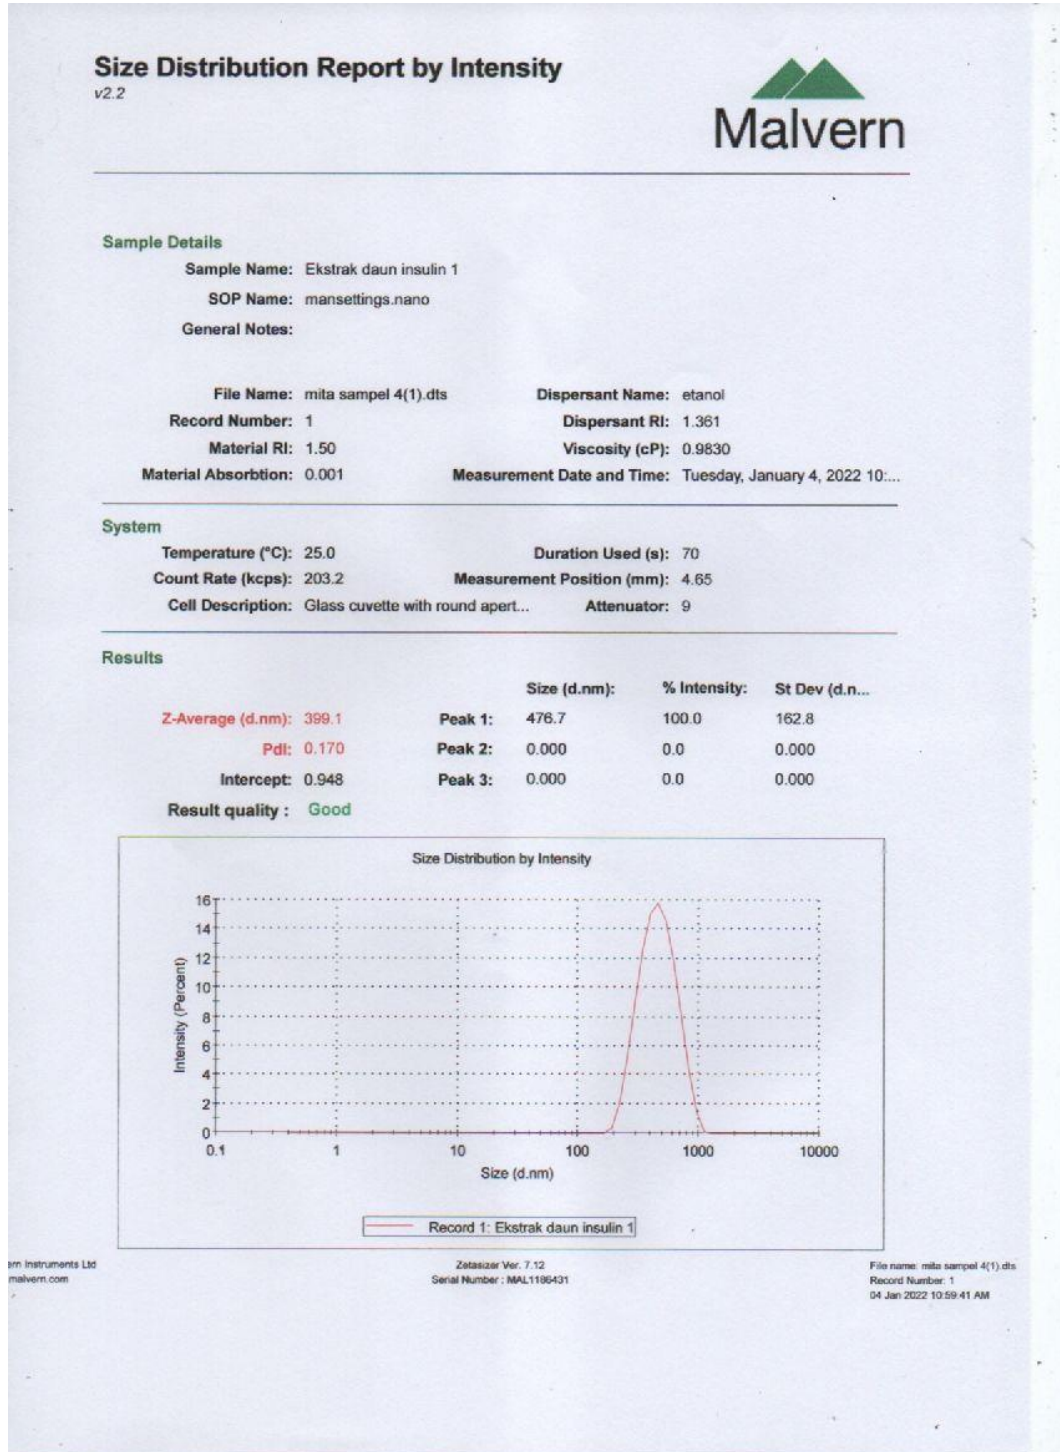 Size Distribution Report by Intensity
v2.2
Malvern
Sample Details
Sample Name: Ekstrak daun insulin 1
SOP Name: mansettings.nano
General Notes:
File Name: mita sampel 4(1).dts Dispersant Name: etanol
Record Number: 1 Dispersant RI: 1.361
Material RI: 1.50 Viscosity (cP): 0.9830
Material Absorbtion: 0.001 Measurement Date and Time: Tuesday, January 4, 2022 10:...
System
Temperature (°C): 25.0 Duration Used (s): 70
Count Rate (kcps): 203.2 Measurement Position (mm): 4.65
Cell Description: Glass cuvette with round apert... Attenuator: 9
Results
Size (d.nm): % Intensity: St Dev (d.n...
Z-Average (d.nm): 399.1 Peak 1: 476.7 100.0 162.8
PdI: 0.170 Peak 2: 0.000 0.0 0.000
Intercept: 0.948 Peak 3: 0.000 0.0 0.000
Result quality : Good
Size Distribution by Intensity
Intensity (Percent)
16
14
12
10
8
6
4
2
0
0.1 1 10 100 1000 10000
Size (d.nm)
Record 1: Ekstrak daun insulin 1
ern Instruments Ltd Zetasizer Ver. 7.12 File name: mita sampel 4(1).dts
malvern.com Serial Number : MAL1186431 Record Number: 1
04 Jan 2022 10:59:41 AM